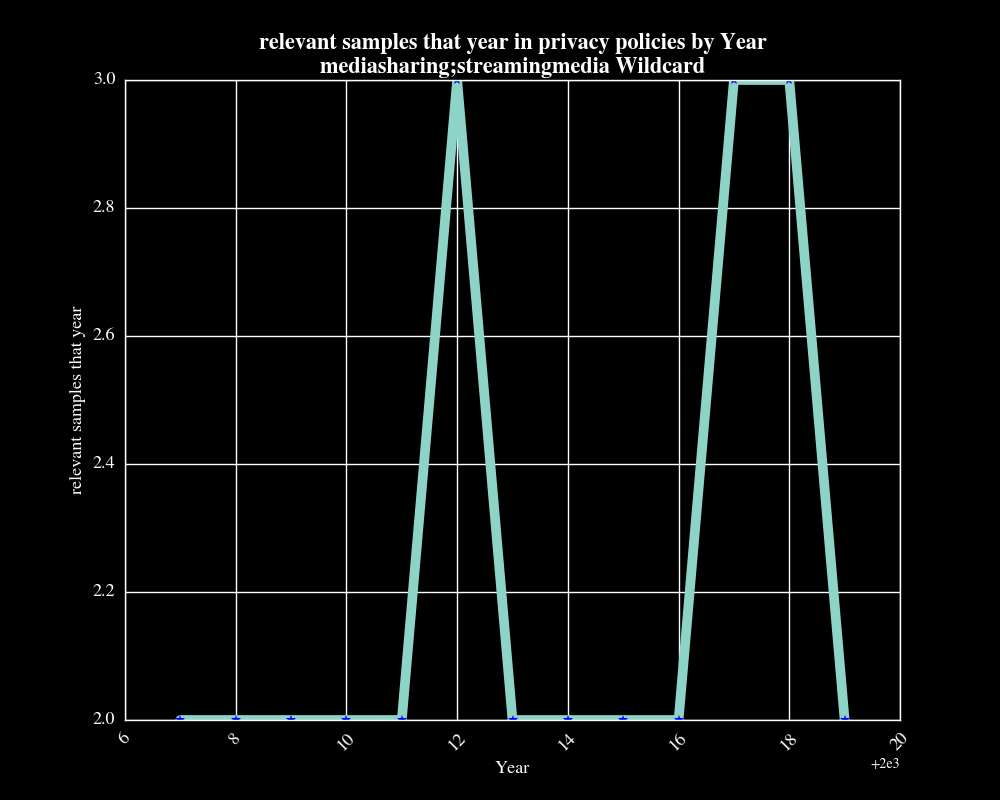 relevant samples that year in privacy policies by Year
mediasharing;streamingmedia Wildcard
3.0
2.8
2.6
2.4
2.2
2.0
relevant samples that year
6
8
10
12
14
16
18
20
+2e3
Year